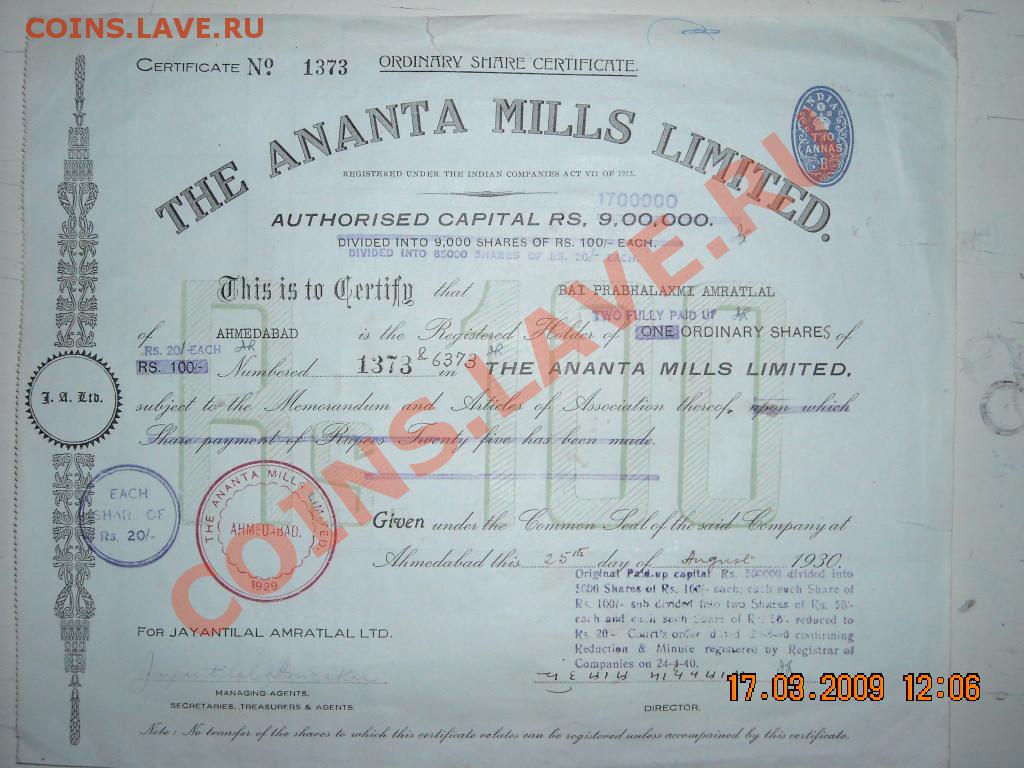 COINS.LAVE.RU
CERTIFICATE No 1373 ORDINARY SHARE CERTIFICATE.
THE ANANTA MILLS LIMITED.
INDIA
TWO ANNAS
B
REGISTERED UNDER THE INDIAN COMPANIES ACT VII OF 1913.
1700000
AUTHORISED CAPITAL RS. 9,00,000.
DIVIDED INTO 9,000 SHARES OF RS. 100/- EACH.
DIVIDED INTO 85000 SHARES OF RS. 20/- EACH.
Rs. 100
This is to Certify that BAI PRABHALAXMI AMRATLAL
TWO FULLY PAID UP
of AHMEDABAD is the Registered Holder of ONE ORDINARY SHARES of
Rs. 20/- EACH
RS. 100/- Numbered 1373 & 6373 in THE ANANTA MILLS LIMITED,
J. A. Ltd.
subject to the Memorandum and Articles of Association thereof, upon which
Share payment of Rupees Twenty five has been made.
EACH
SHARE OF
Rs. 20/-
THE ANANTA MILLS LIMITED
AHMEDABAD.
1929
Given under the Common Seal of the said Company at
Ahmedabad this 25th day of August 1930.
Original Paid-up capital Rs. 500000 divided into
5000 Shares of Rs. 100/- each; each such Share of
Rs. 100/- sub divided into two Shares of Rs. 50/-
each and each such Share of Rs. 50/- reduced to
Rs. 20/- Court's order dated confirming
Reduction & Minute registered by Registrar of
Companies on 24-4-40.
FOR JAYANTILAL AMRATLAL LTD.
Jayantilal Amratlal
MANAGING AGENTS,
SECRETARIES, TREASURERS & AGENTS
DIRECTOR.
Note: No transfer of the shares to which this certificate relates can be registered unless accompanied by this certificate.
COINS.LAVE.RU
17.03.2009 12:06